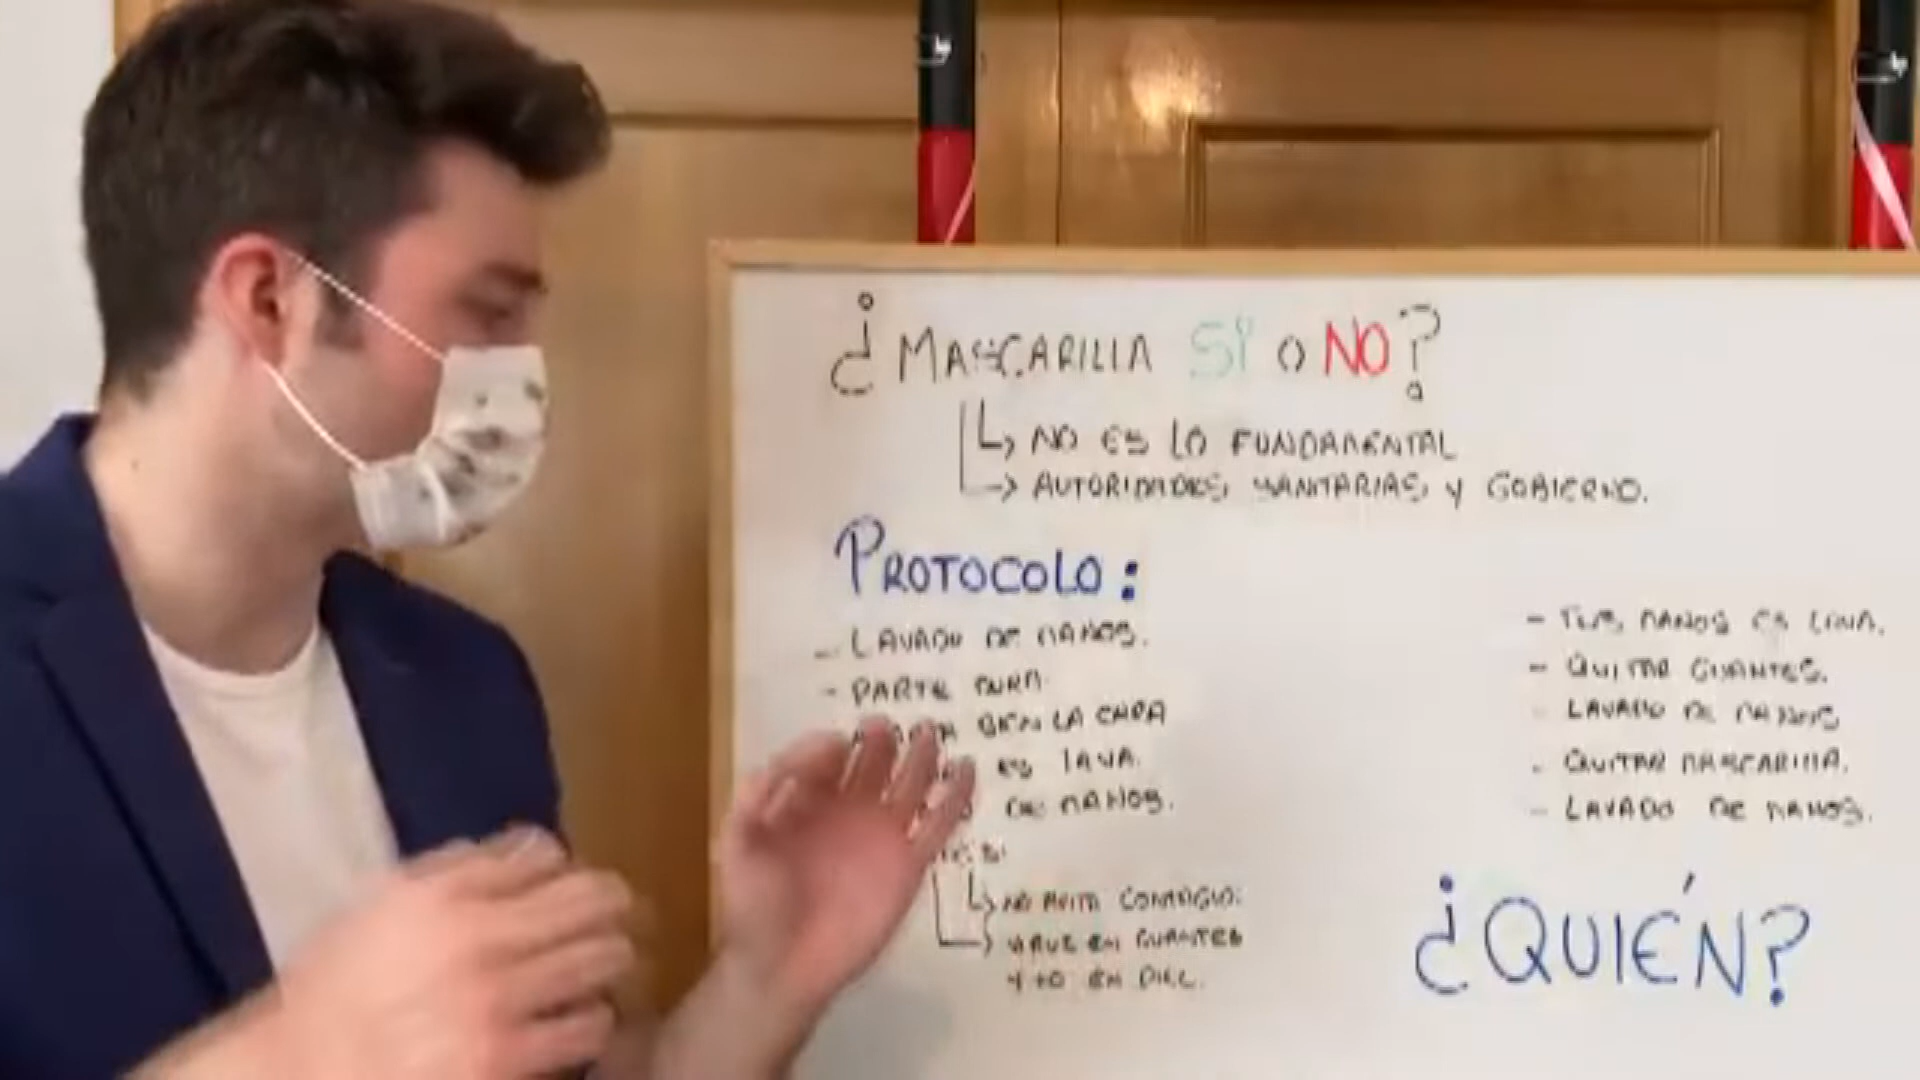 ¿MASCARILLA SÍ O NO?
NO ES LO FUNDAMENTAL
AUTORIDADES SANITARIAS Y GOBIERNO.
PROTOCOLO:
- LAVADO DE MANOS.
- PARTE DURA
BIEN LA CARA
ES LAVA.
DE MANOS.
NO EVITA CONTAGIO.
VIRUS EN GUANTES
Y NO EN PIEL.
- TUS MANOS ES LAVA.
- QUITAR GUANTES.
- LAVADO DE MANOS
- QUITAR MASCARILLA.
- LAVADO DE MANOS.
¿QUIÉN?